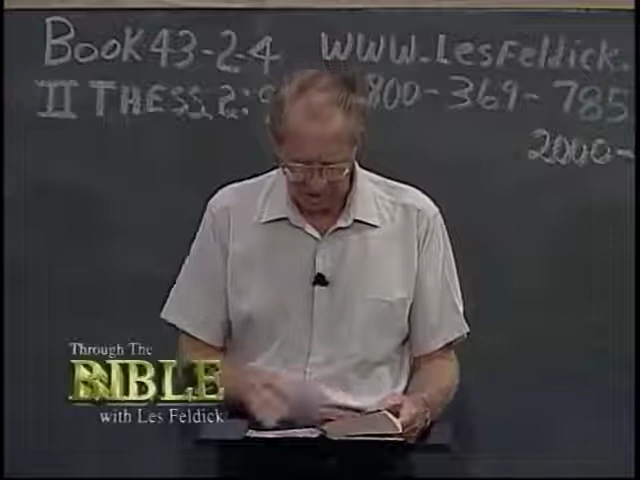 Book 43-2-4 WWW.LesFeldick.
II THESS. 2: 800-369-785
2000-
Through The
BIBLE
with Les Feldick